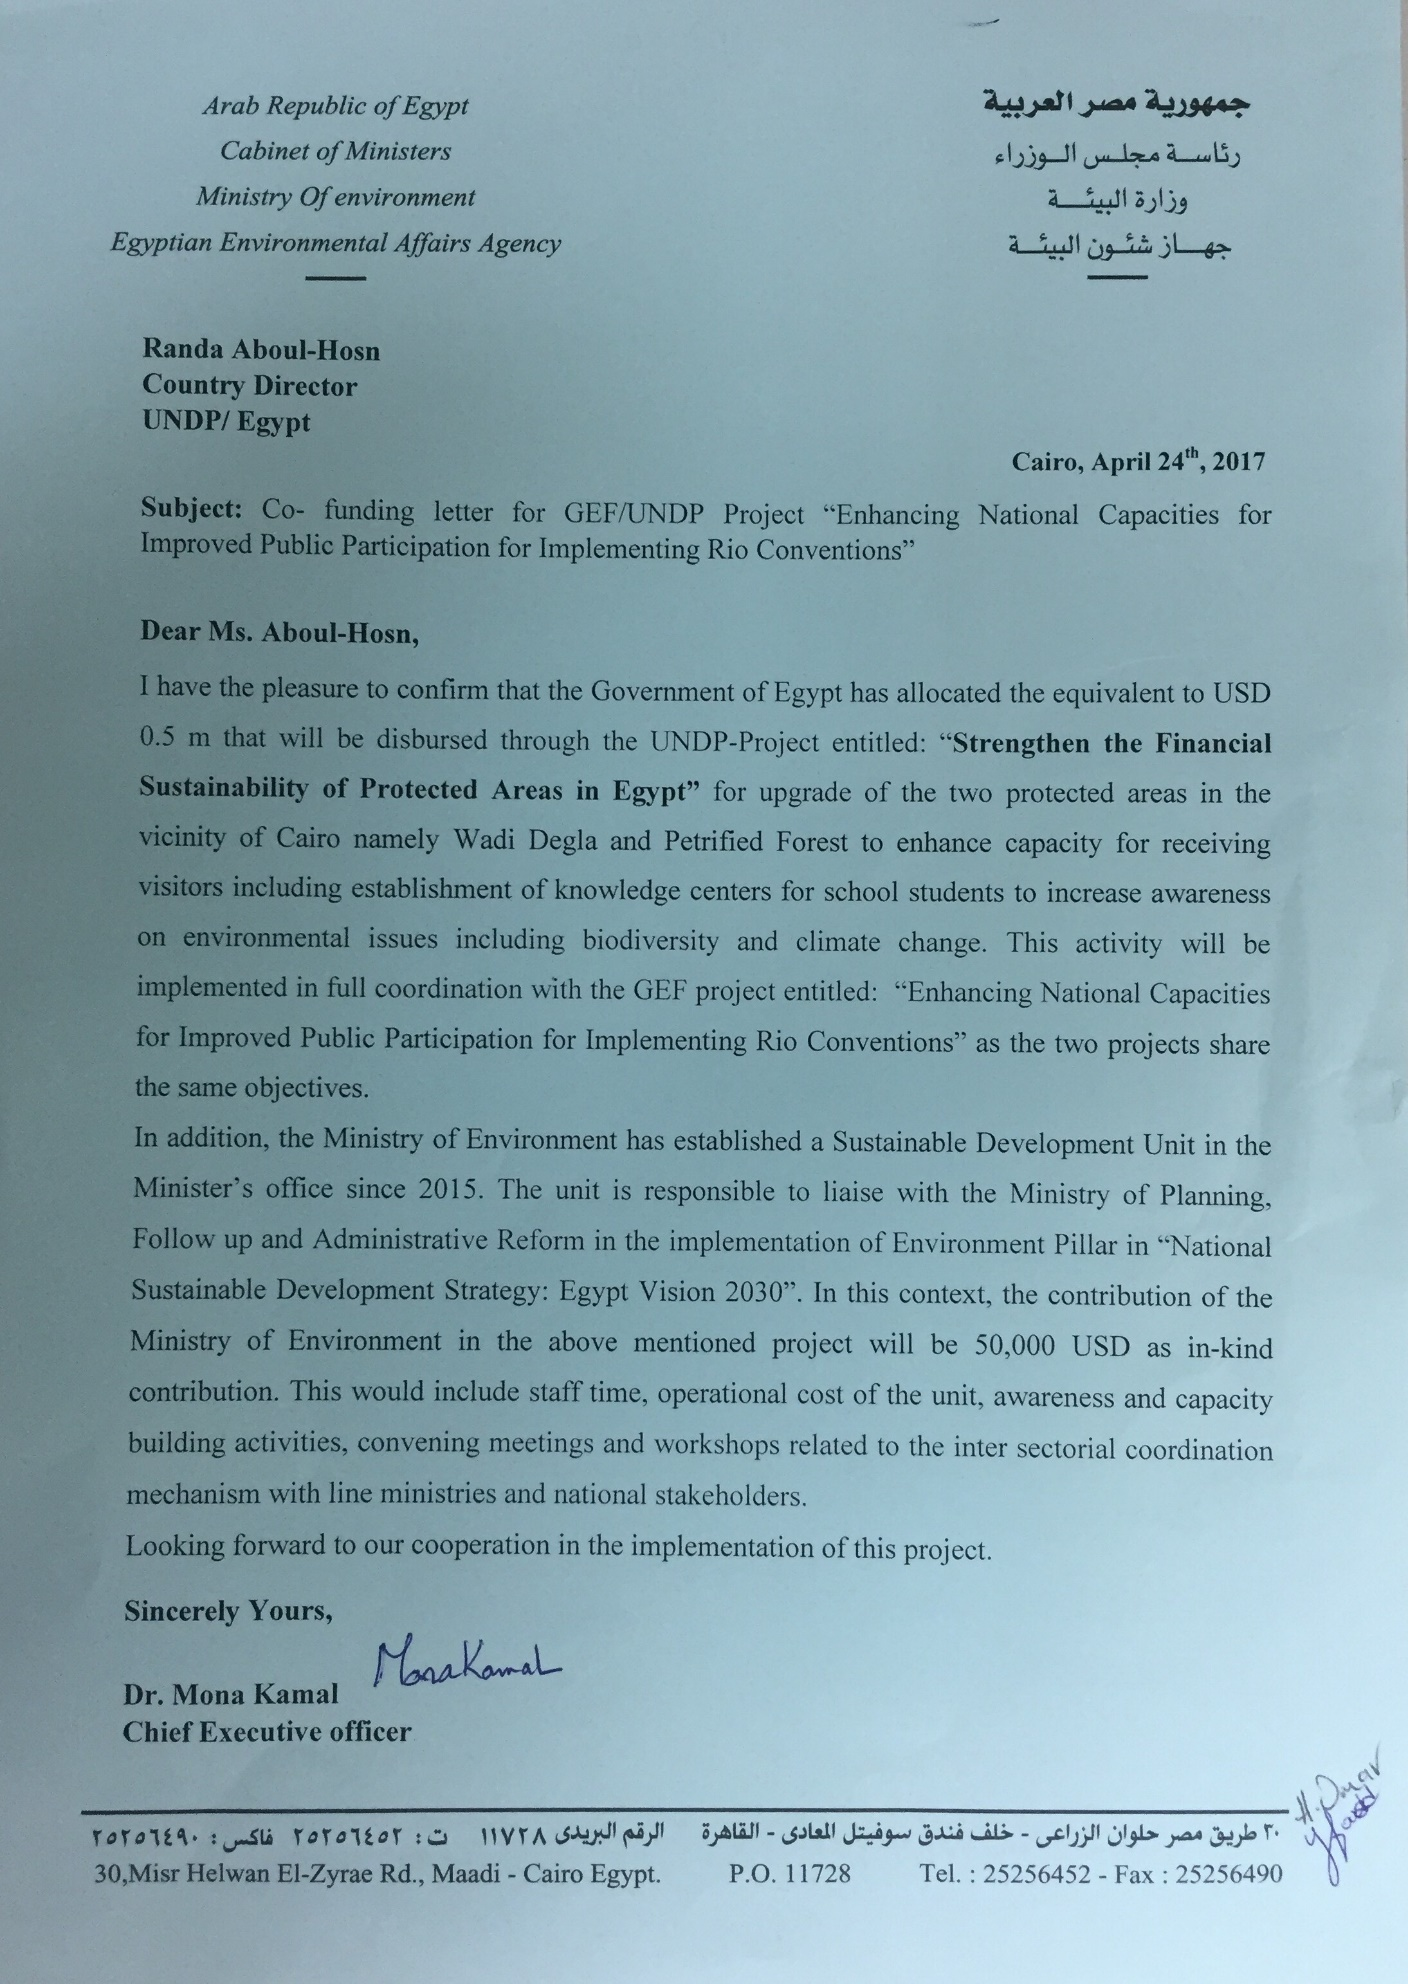 Arab Republic of Egypt
Cabinet of Ministers
Ministry Of environment
Egyptian Environmental Affairs Agency
جمهورية مصر العربية
رئاسة مجلس الوزراء
وزارة البيئة
جهاز شئون البيئة
Randa Aboul-Hosn
Country Director
UNDP/ Egypt
Cairo, April 24th, 2017
Subject: Co- funding letter for GEF/UNDP Project “Enhancing National Capacities for
Improved Public Participation for Implementing Rio Conventions”
Dear Ms. Aboul-Hosn,
I have the pleasure to confirm that the Government of Egypt has allocated the equivalent to USD
0.5 m that will be disbursed through the UNDP-Project entitled: “Strengthen the Financial
Sustainability of Protected Areas in Egypt” for upgrade of the two protected areas in the
vicinity of Cairo namely Wadi Degla and Petrified Forest to enhance capacity for receiving
visitors including establishment of knowledge centers for school students to increase awareness
on environmental issues including biodiversity and climate change. This activity will be
implemented in full coordination with the GEF project entitled: “Enhancing National Capacities
for Improved Public Participation for Implementing Rio Conventions” as the two projects share
the same objectives.
In addition, the Ministry of Environment has established a Sustainable Development Unit in the
Minister’s office since 2015. The unit is responsible to liaise with the Ministry of Planning,
Follow up and Administrative Reform in the implementation of Environment Pillar in “National
Sustainable Development Strategy: Egypt Vision 2030”. In this context, the contribution of the
Ministry of Environment in the above mentioned project will be 50,000 USD as in-kind
contribution. This would include staff time, operational cost of the unit, awareness and capacity
building activities, convening meetings and workshops related to the inter sectorial coordination
mechanism with line ministries and national stakeholders.
Looking forward to our cooperation in the implementation of this project.
Sincerely Yours,
Mona Kamal
Dr. Mona Kamal
Chief Executive officer
H. Omar
٣٠ طريق مصر حلوان الزراعى - خلف فندق سوفيتل المعادى - القاهرة الرقم البريدى ١١٧٢٨ ت : ٢٥٢٥٦٤٥٢ فاكس : ٢٥٢٥٦٤٩٠
30,Misr Helwan El-Zyrae Rd., Maadi - Cairo Egypt. P.O. 11728 Tel. : 25256452 - Fax : 25256490